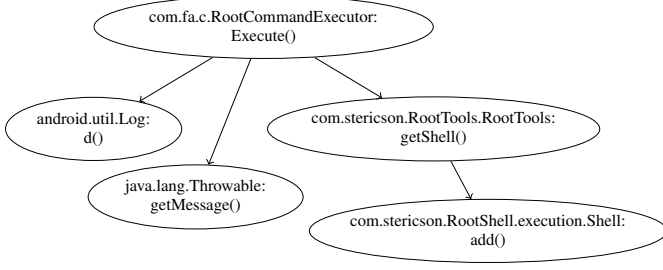 com.fa.c.RootCommandExecutor:
Execute()
android.util.Log:
d()
com.stericson.RootTools.RootTools:
getShell()
java.lang.Throwable:
getMessage()
com.stericson.RootShell.execution.Shell:
add()